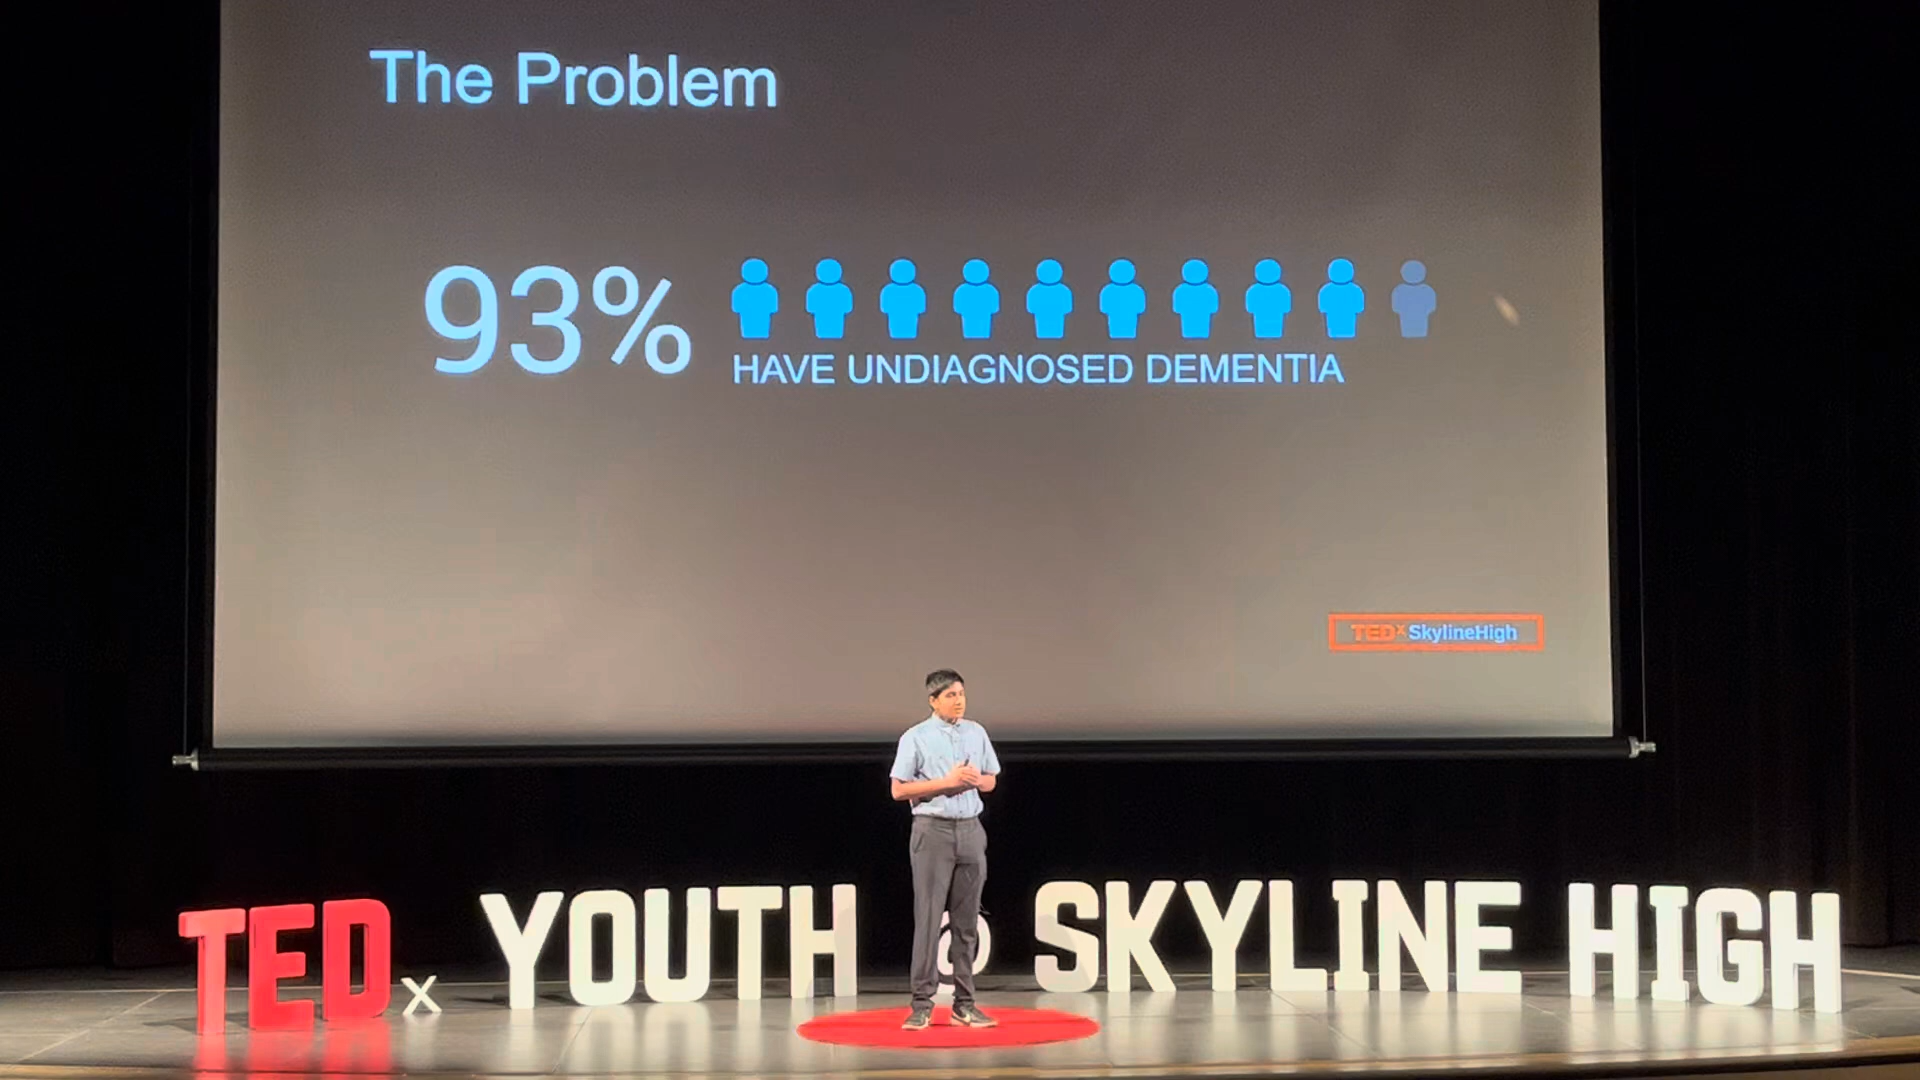 The Problem
93%
HAVE UNDIAGNOSED DEMENTIA
TEDxSkylineHigh
TEDx YOUTH @ SKYLINE HIGH